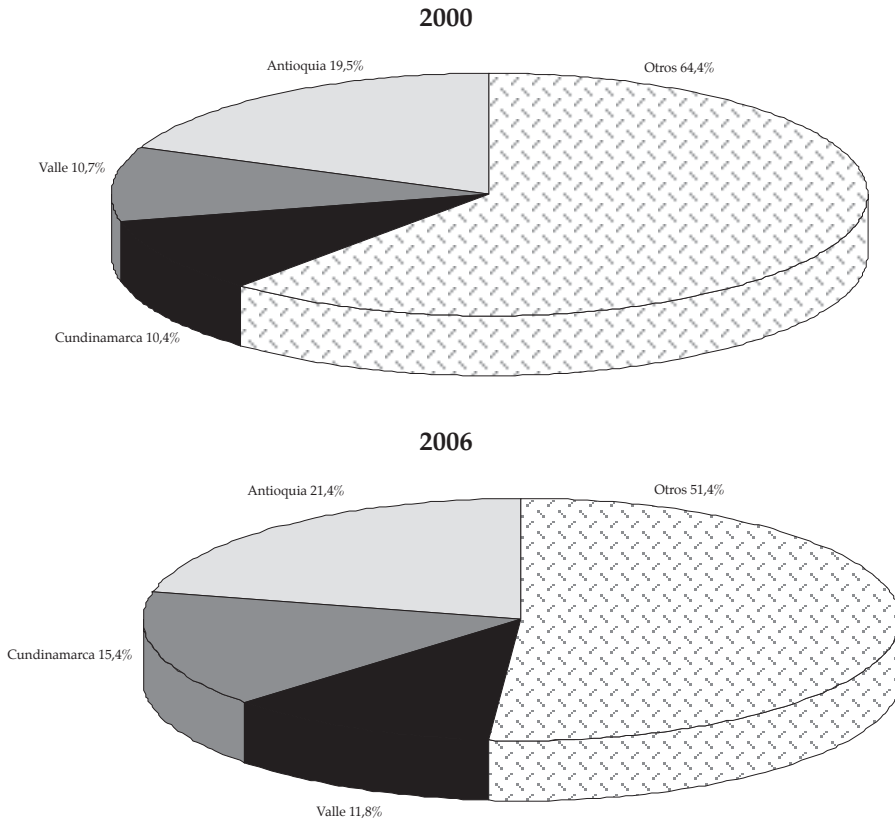 2000
Antioquia 19,5%
Otros 64,4%
Valle 10,7%
Cundinamarca 10,4%
2006
Antioquia 21,4%
Otros 51,4%
Cundinamarca 15,4%
Valle 11,8%